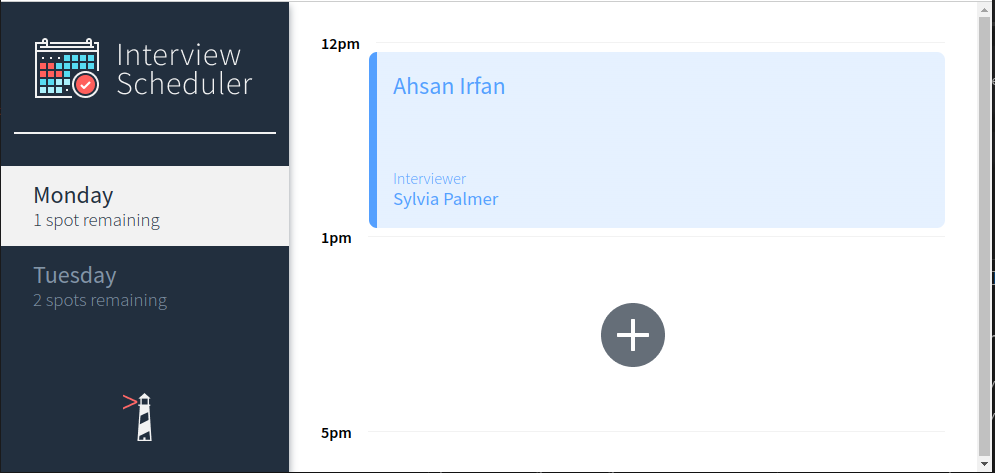 Interview
Scheduler
Monday
1 spot remaining
Tuesday
2 spots remaining
12pm
Ahsan Irfan
Interviewer
Sylvia Palmer
1pm
5pm